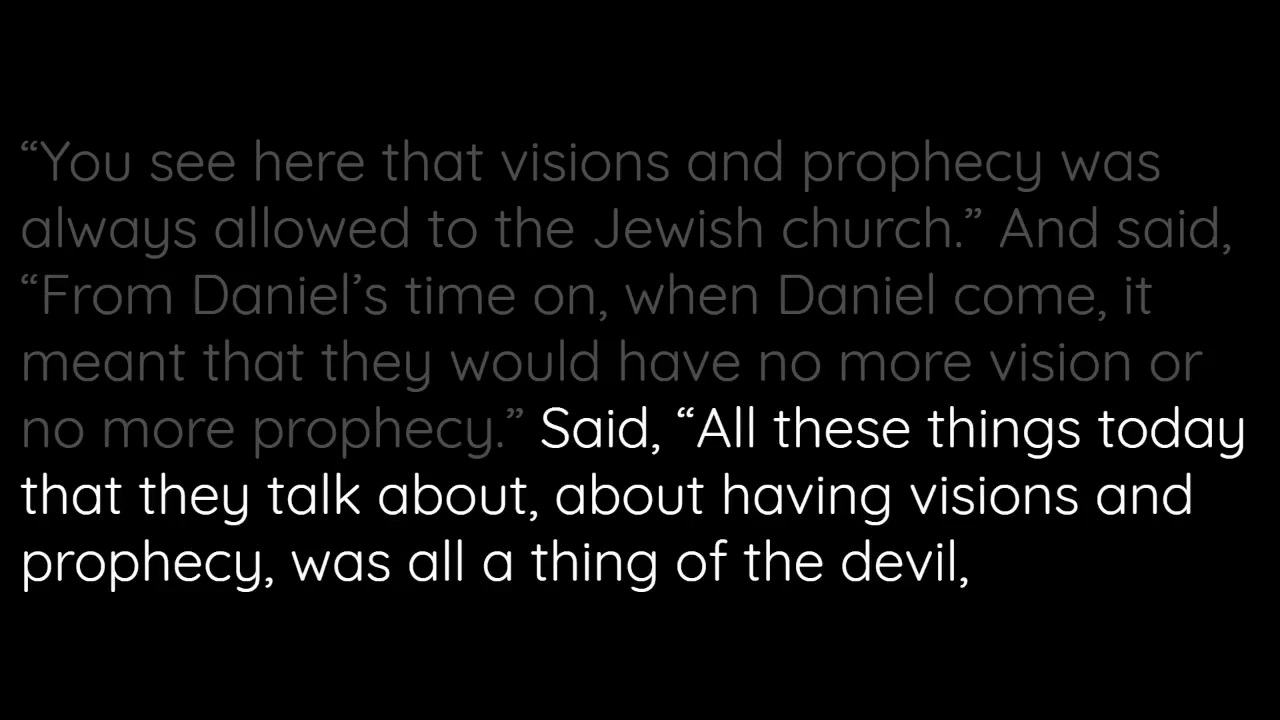 “You see here that visions and prophecy was
always allowed to the Jewish church.” And said,
“From Daniel’s time on, when Daniel come, it
meant that they would have no more vision or
no more prophecy.” Said, “All these things today
that they talk about, about having visions and
prophecy, was all a thing of the devil,